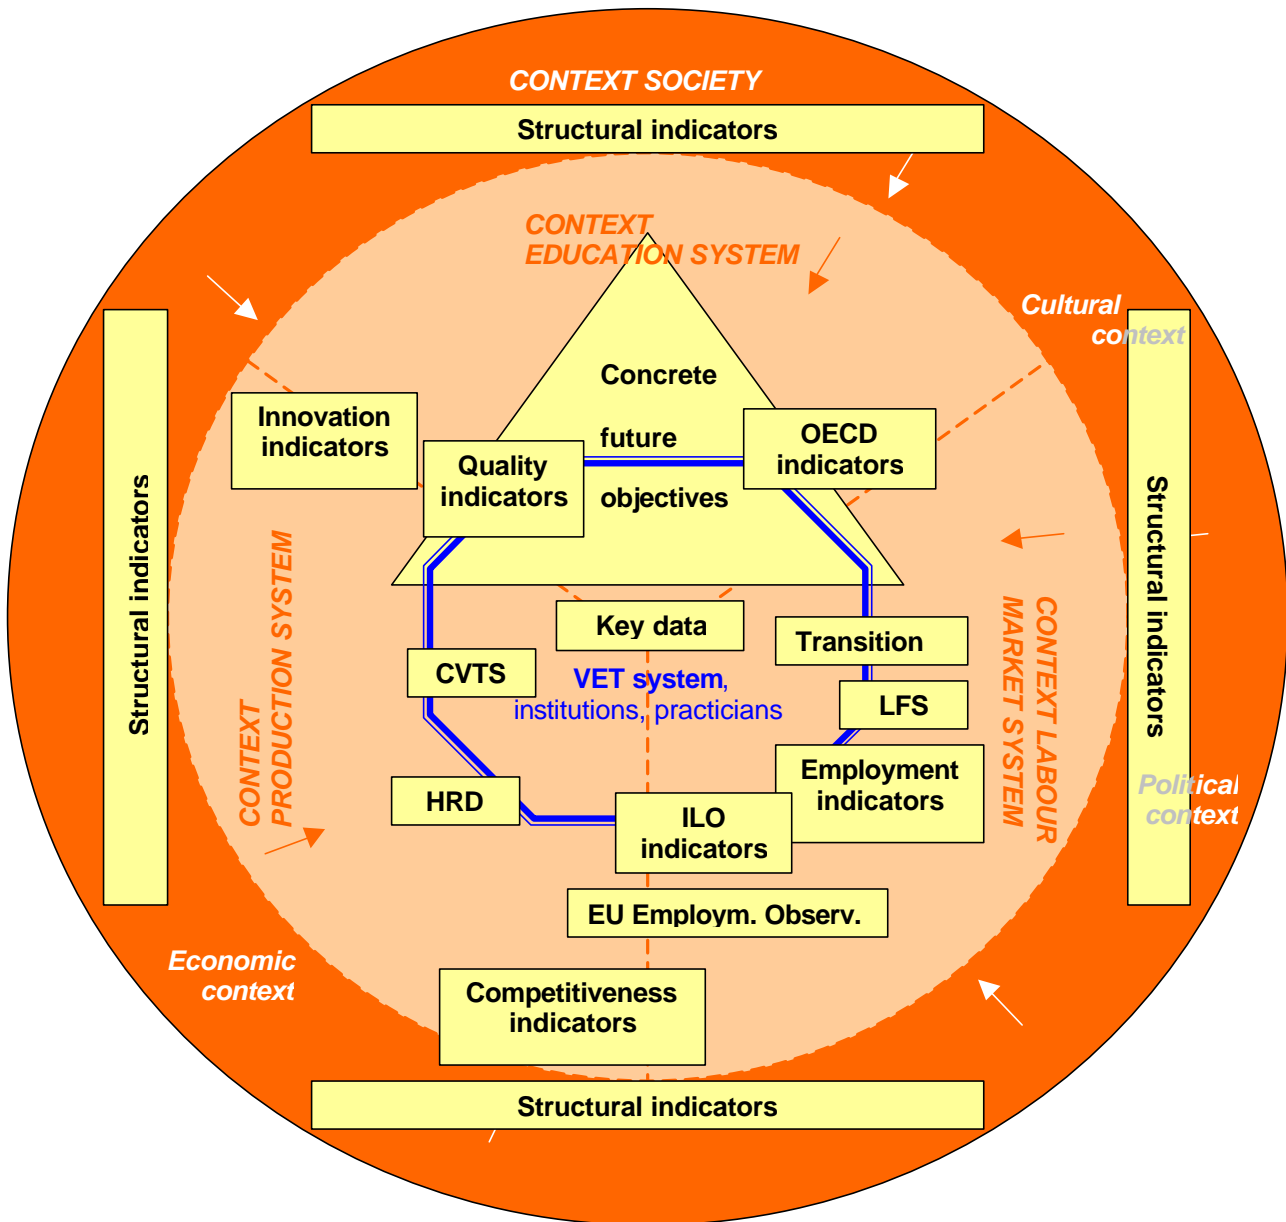 CONTEXT SOCIETY
Structural indicators
CONTEXT
EDUCATION SYSTEM
Cultural
context
Concrete
future
objectives
Innovation
indicators
Quality
indicators
OECD
indicators
Structural indicators
Structural indicators
CONTEXT
PRODUCTION SYSTEM
CONTEXT LABOUR
MARKET SYSTEM
Key data
Transition
CVTS
VET system,
institutions, practicians
LFS
HRD
Employment
indicators
ILO
indicators
Political
context
EU Employm. Observ.
Economic
context
Competitiveness
indicators
Structural indicators